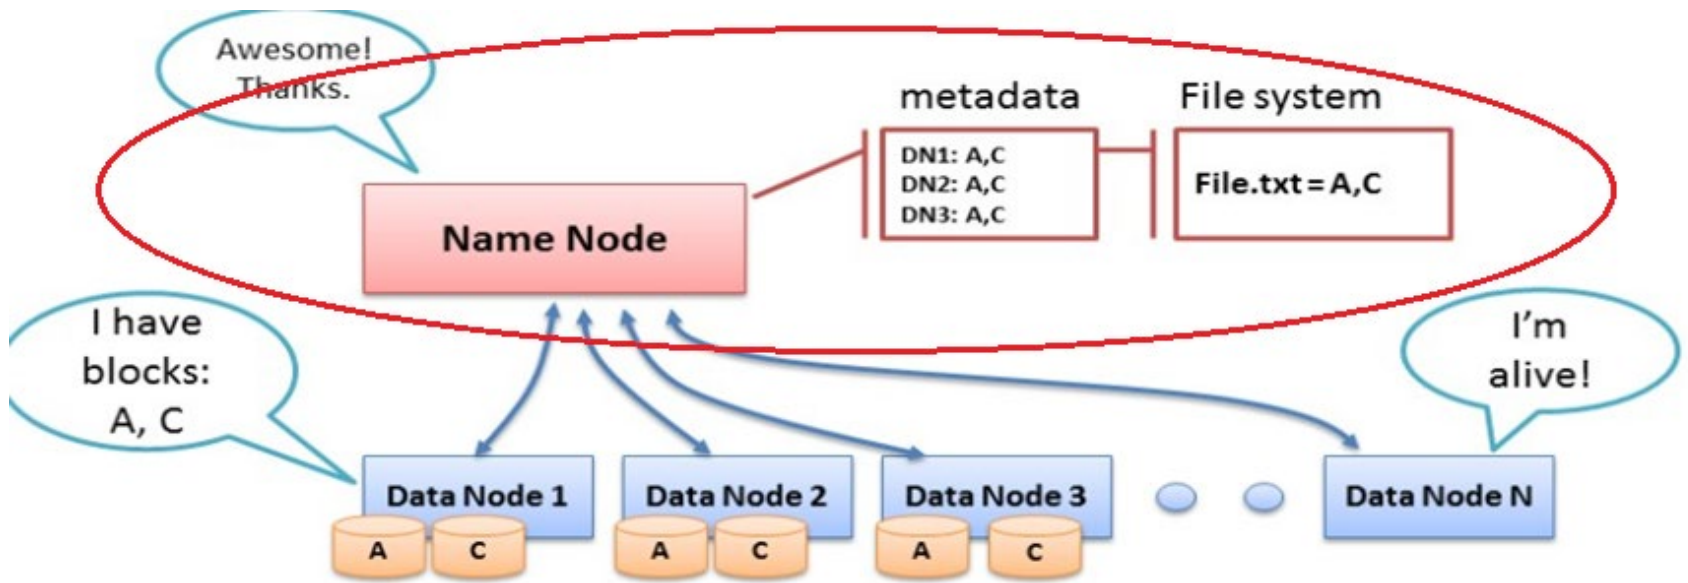 Awesome!
Thanks.
metadata
File system
DN1: A,C
DN2: A,C
DN3: A,C
File.txt = A,C
Name Node
I have
blocks:
A, C
I'm
alive!
Data Node 1
Data Node 2
Data Node 3
Data Node N
A
C
A
C
A
C